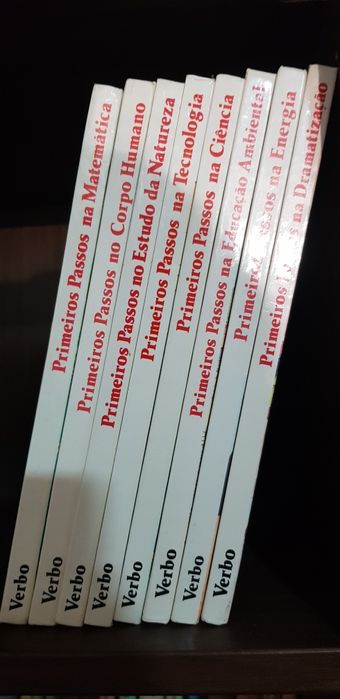 Primeiros Passos na Matemática
Primeiros Passos no Corpo Humano
Primeiros Passos no Estudo da Natureza
Primeiros Passos na Tecnologia
Primeiros Passos na Ciência
Primeiros Passos na Educação Ambiental
Primeiros Passos na Energia
Primeiros Passos na Dramatização
Verbo
Verbo
Verbo
Verbo
Verbo
Verbo
Verbo
Verbo